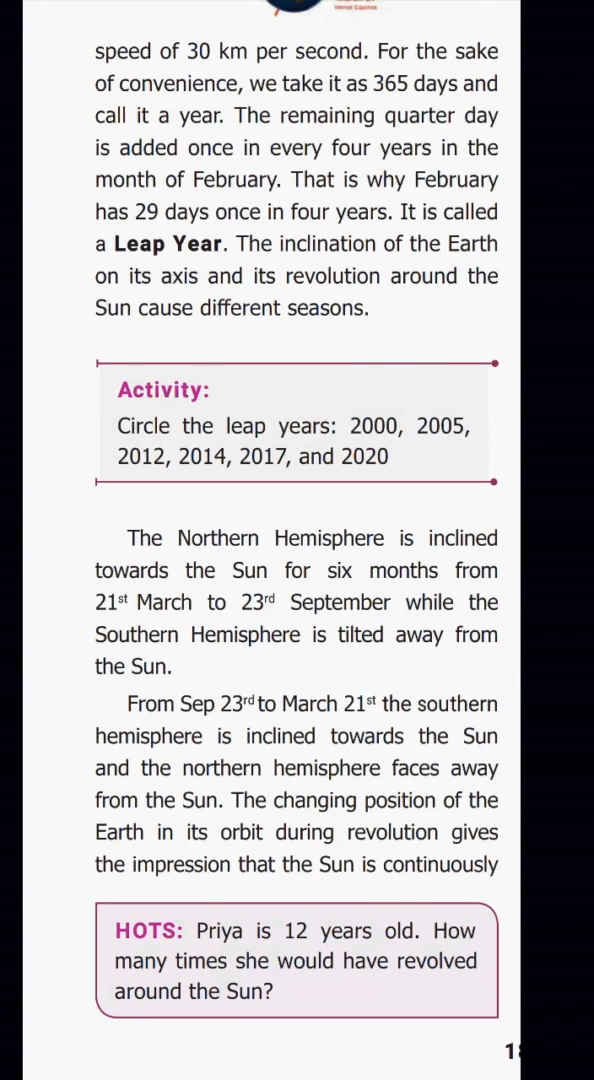 Vernal Equinox
speed of 30 km per second. For the sake
of convenience, we take it as 365 days and
call it a year. The remaining quarter day
is added once in every four years in the
month of February. That is why February
has 29 days once in four years. It is called
a Leap Year. The inclination of the Earth
on its axis and its revolution around the
Sun cause different seasons.
Activity:
Circle the leap years: 2000, 2005,
2012, 2014, 2017, and 2020
The Northern Hemisphere is inclined
towards the Sun for six months from
21st March to 23rd September while the
Southern Hemisphere is tilted away from
the Sun.
From Sep 23rd to March 21st the southern
hemisphere is inclined towards the Sun
and the northern hemisphere faces away
from the Sun. The changing position of the
Earth in its orbit during revolution gives
the impression that the Sun is continuously
HOTS: Priya is 12 years old. How
many times she would have revolved
around the Sun?